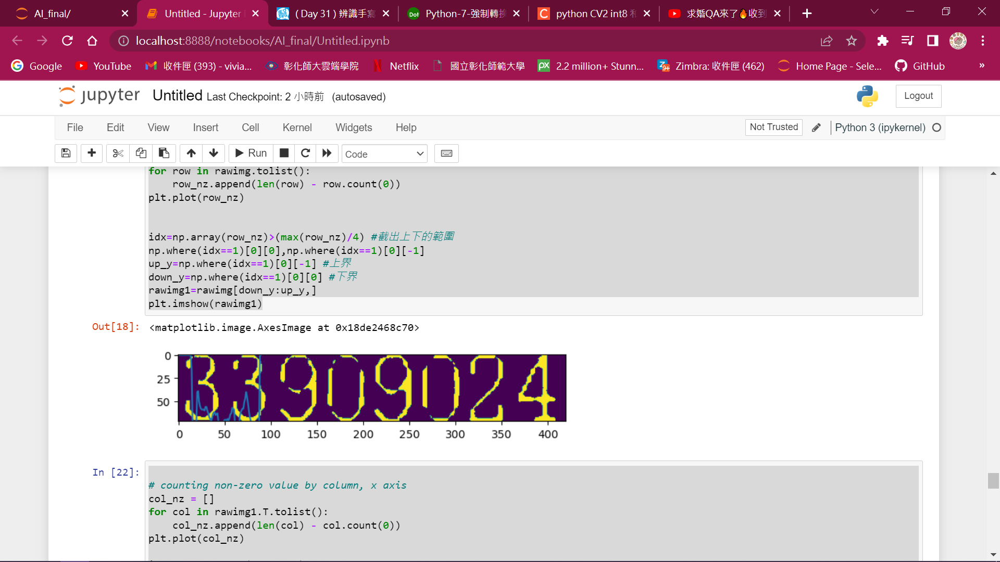 AI_final/
Untitled - Jupyter
( Day 31 ) 辨識手寫
Python-7-強制轉換
python CV2 int8 和
求婚QA來了🔥收到
localhost:8888/notebooks/AI_final/Untitled.ipynb
Google
YouTube
收件匣 (393) - vivia...
彰化師大雲端學院
Netflix
國立彰化師範大學
2.2 million+ Stunn...
Zimbra: 收件匣 (462)
Home Page - Sele...
GitHub
»
jupyter Untitled Last Checkpoint: 2 小時前 (autosaved)
Logout
File Edit View Insert Cell Kernel Widgets Help
Not Trusted
Python 3 (ipykernel)
Run
Code
for row in rawimg.tolist():
    row_nz.append(len(row) - row.count(0))
plt.plot(row_nz)
idx=np.array(row_nz)>(max(row_nz)/4) #截出上下的範圍
np.where(idx==1)[0][0],np.where(idx==1)[0][-1]
up_y=np.where(idx==1)[0][-1] #上界
down_y=np.where(idx==1)[0][0] #下界
rawimg1=rawimg[down_y:up_y,]
plt.imshow(rawimg1)
Out[18]: <matplotlib.image.AxesImage at 0x18de2468c70>
0
25
50
33909024
0 50 100 150 200 250 300 350 400
In [22]:
# counting non-zero value by column, x axis
col_nz = []
for col in rawimg1.T.tolist():
    col_nz.append(len(col) - col.count(0))
plt.plot(col_nz)